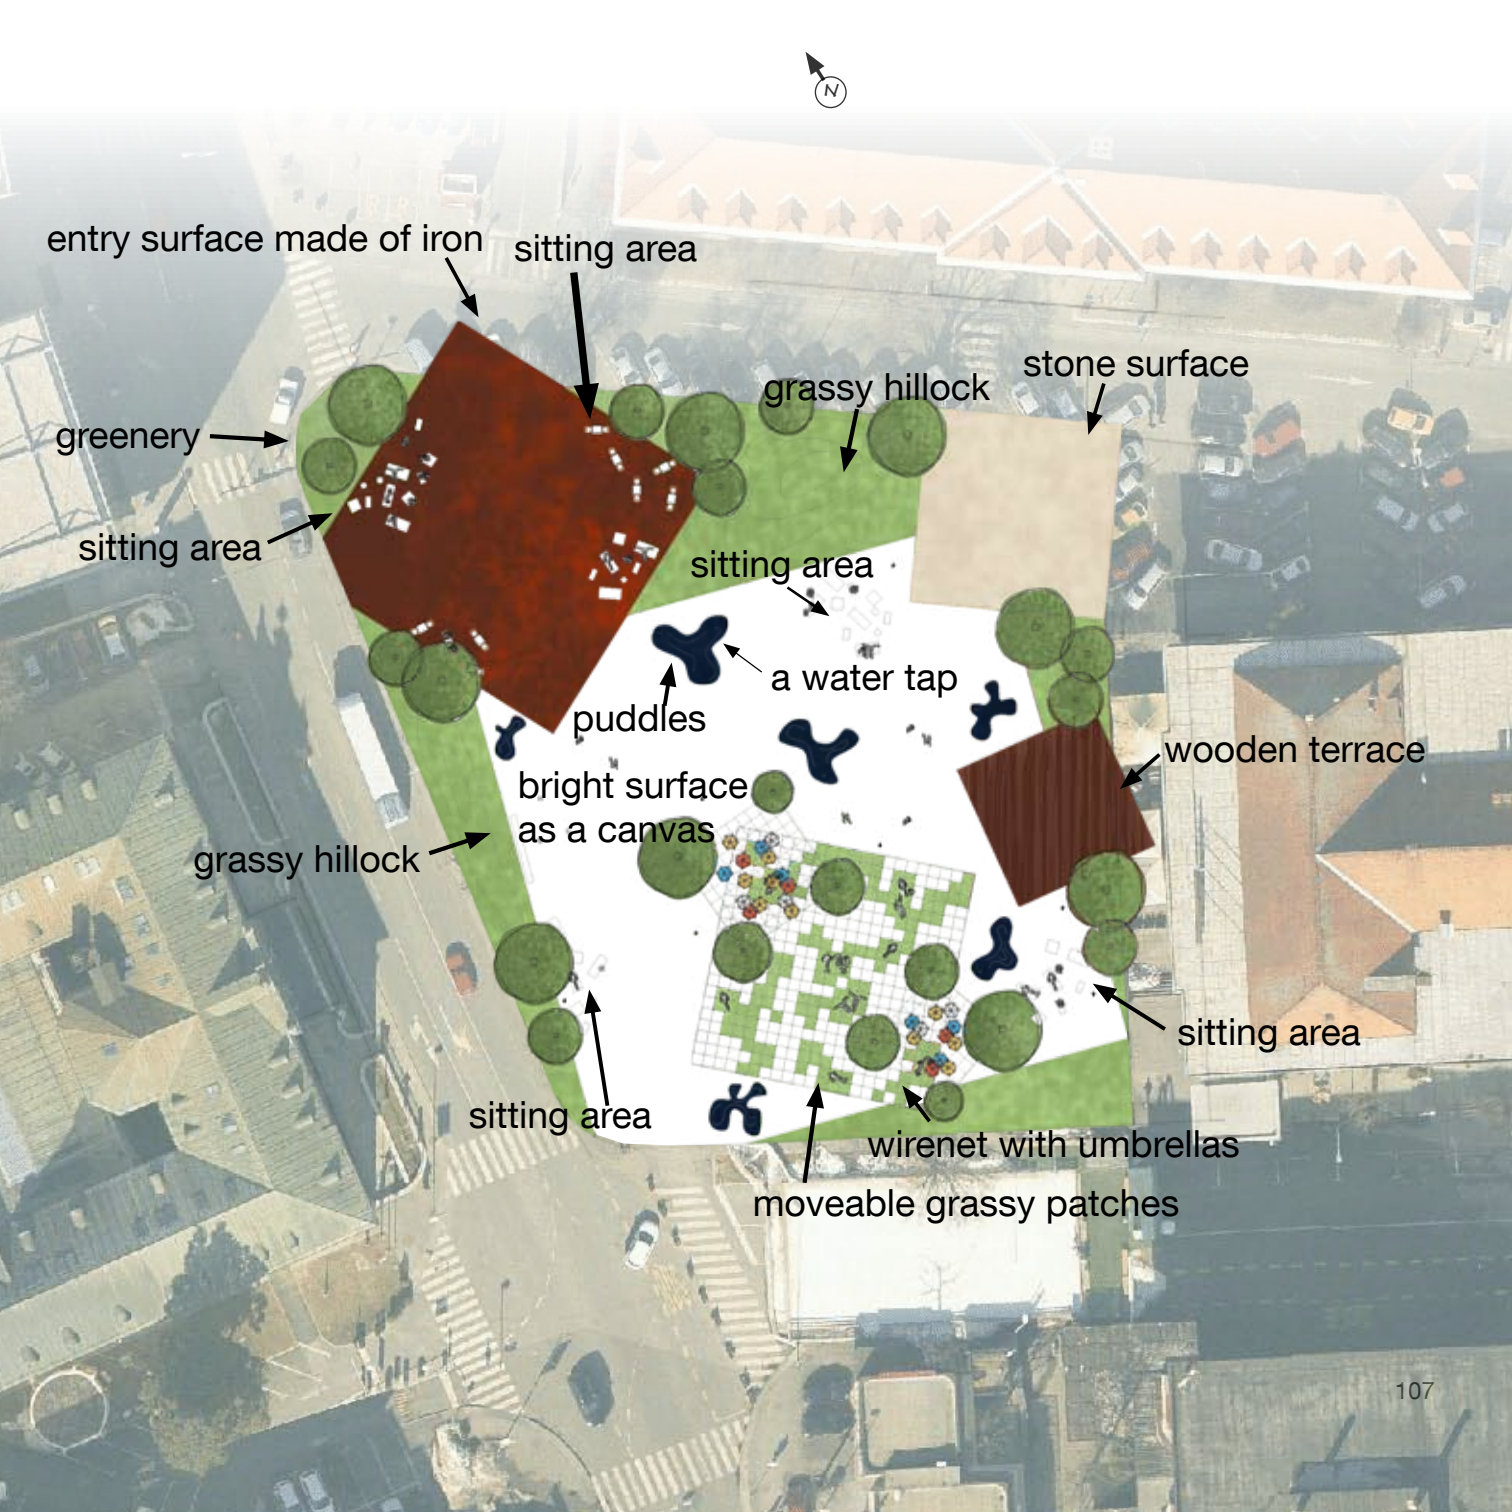 N
entry surface made of iron
sitting area
stone surface
grassy hillock
greenery
sitting area
sitting area
a water tap
puddles
wooden terrace
bright surface
as a canvas
grassy hillock
sitting area
sitting area
wirenet with umbrellas
moveable grassy patches
107